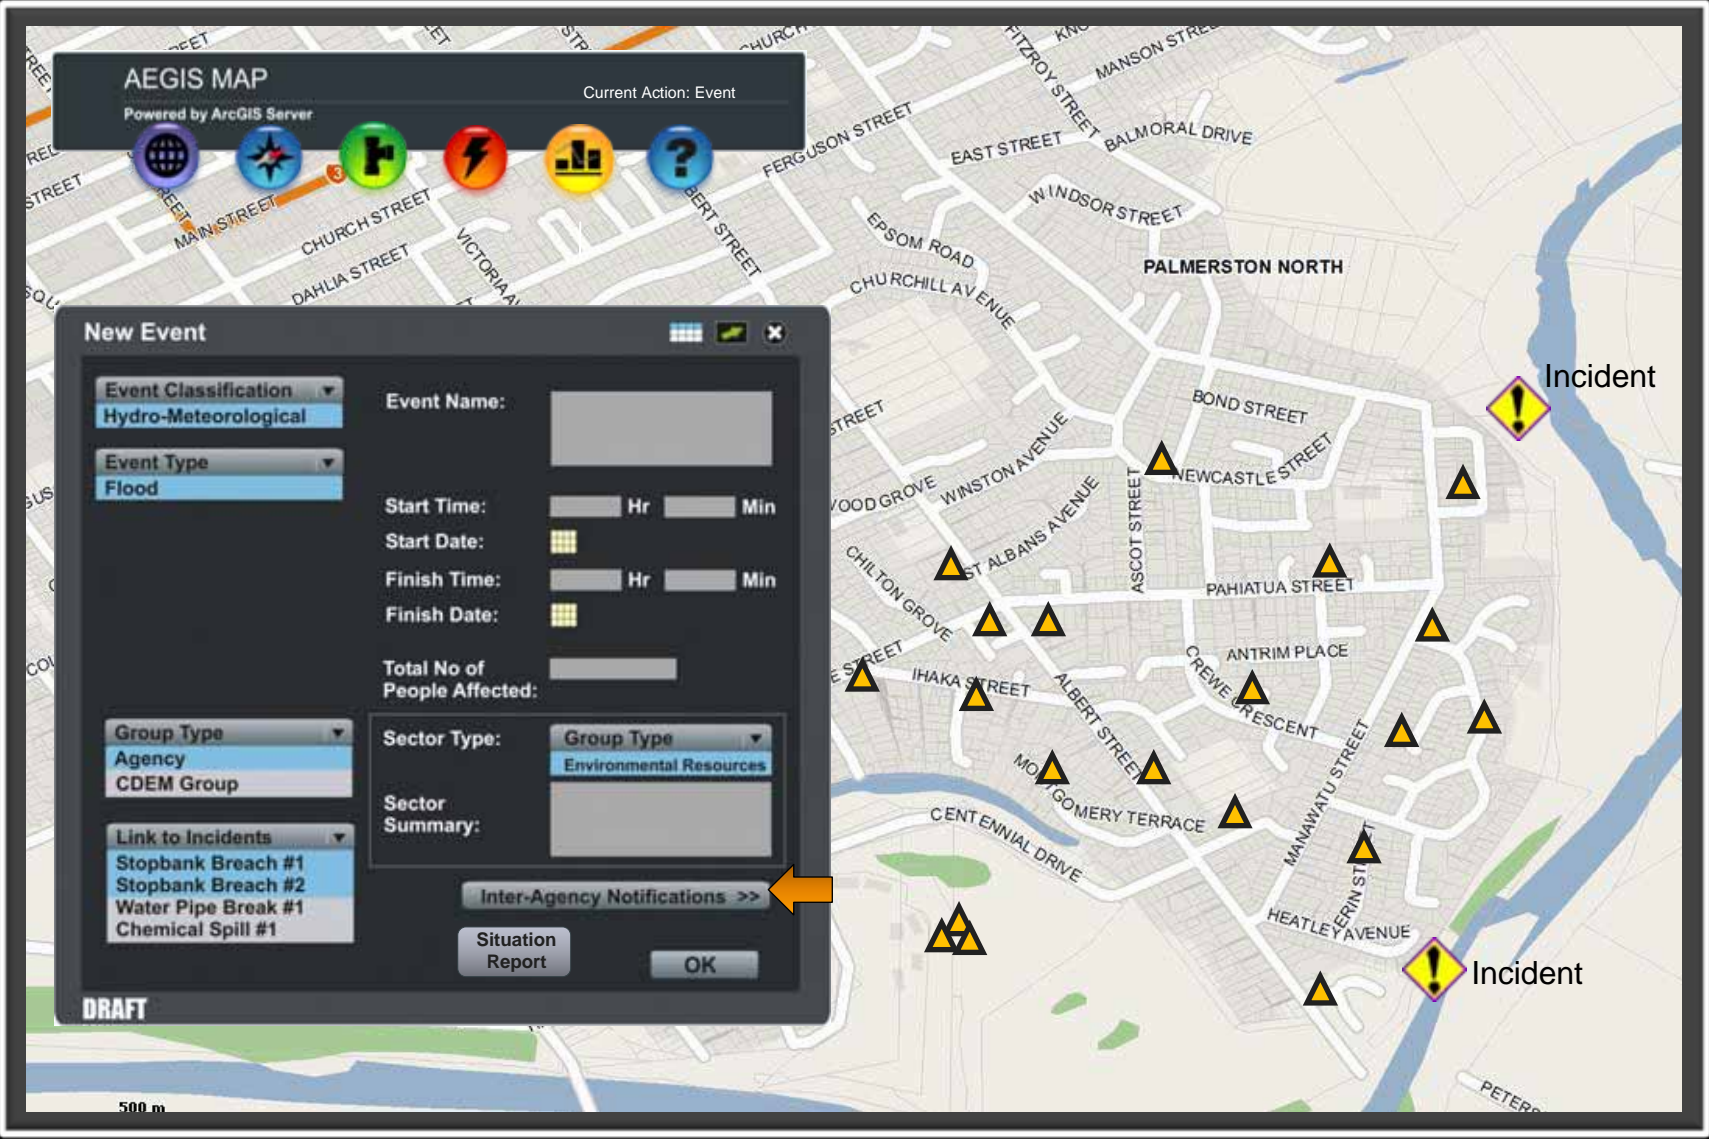 AEGIS MAP
Powered by ArcGIS Server
Current Action: Event
New Event
Event Classification
Hydro-Meteorological
Event Type
Flood
Event Name:
Start Time:
Hr
Min
Start Date:
Finish Time:
Hr
Min
Finish Date:
Total No of
People Affected:
Group Type
Agency
CDEM Group
Sector Type:
Group Type
Environmental Resources
Sector
Summary:
Link to Incidents
Stopbank Breach #1
Stopbank Breach #2
Water Pipe Break #1
Chemical Spill #1
Inter-Agency Notifications >>
Situation
Report
OK
DRAFT
500 m
3
MAIN STREET
CHURCH STREET
DAHLIA STREET
FERGUSON STREET
FITZROY STREET
EAST STREET
BALMORAL DRIVE
WINDSOR STREET
EPSOM ROAD
CHURCHILL AVENUE
PALMERSTON NORTH
BOND STREET
NEWCASTLE STREET
WINSTON AVENUE
ASCOT STREET
CHILTON GROVE
PAHIATUA STREET
ANTRIM PLACE
IHAKA STREET
ALBERT STREET
CREWE CRESCENT
MANAWATU STREET
MONTGOMERY TERRACE
CENTENNIAL DRIVE
HEATLEY AVENUE
Incident
Incident